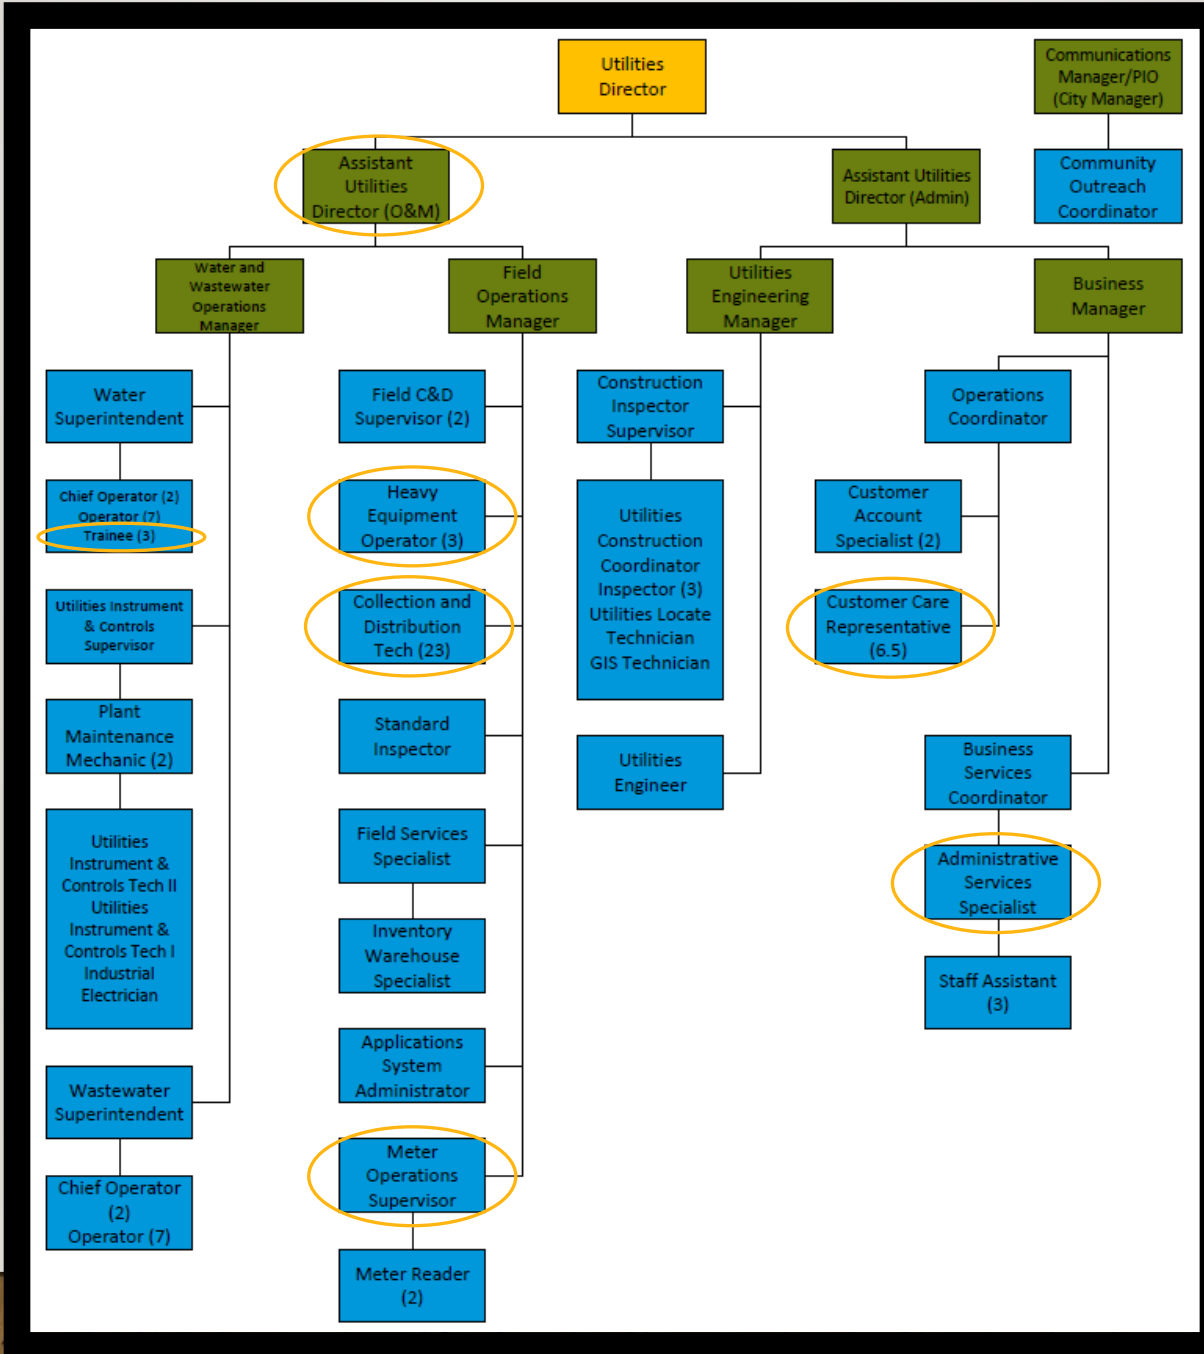 Utilities
Director
Communications
Manager/PIO
(City Manager)
Assistant
Utilities
Director (O&M)
Assistant Utilities
Director (Admin)
Community
Outreach
Coordinator
Water and
Wastewater
Operations
Manager
Field
Operations
Manager
Utilities
Engineering
Manager
Business
Manager
Water
Superintendent
Chief Operator (2)
Operator (7)
Trainee (3)
Utilities Instrument
& Controls
Supervisor
Plant
Maintenance
Mechanic (2)
Utilities
Instrument &
Controls Tech II
Utilities
Instrument &
Controls Tech I
Industrial
Electrician
Wastewater
Superintendent
Chief Operator
(2)
Operator (7)
Field C&D
Supervisor (2)
Heavy
Equipment
Operator (3)
Collection and
Distribution
Tech (23)
Standard
Inspector
Field Services
Specialist
Inventory
Warehouse
Specialist
Applications
System
Administrator
Meter
Operations
Supervisor
Meter Reader
(2)
Construction
Inspector
Supervisor
Utilities
Construction
Coordinator
Inspector (3)
Utilities Locate
Technician
GIS Technician
Utilities
Engineer
Operations
Coordinator
Customer
Account
Specialist (2)
Customer Care
Representative
(6.5)
Business
Services
Coordinator
Administrative
Services
Specialist
Staff Assistant
(3)